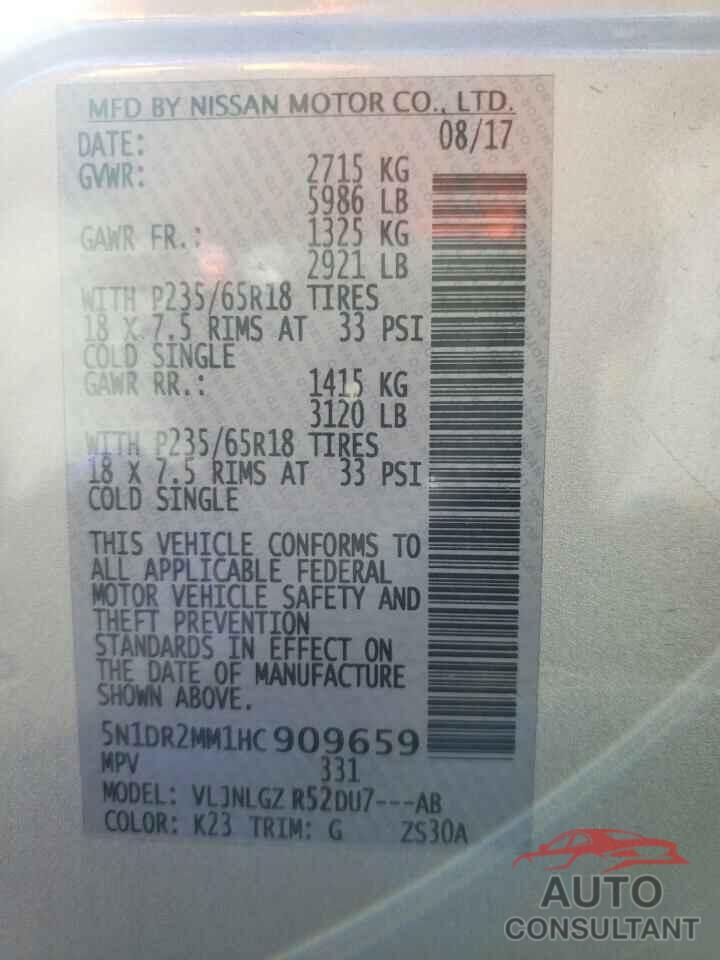 MFD BY NISSAN MOTOR CO., LTD.
DATE: 08/17
GVWR: 2715 KG
5986 LB
GAWR FR.: 1325 KG
2921 LB
WITH P235/65R18 TIRES
18 X 7.5 RIMS AT 33 PSI
COLD SINGLE
GAWR RR.: 1415 KG
3120 LB
WITH P235/65R18 TIRES
18 X 7.5 RIMS AT 33 PSI
COLD SINGLE
THIS VEHICLE CONFORMS TO
ALL APPLICABLE FEDERAL
MOTOR VEHICLE SAFETY AND
THEFT PREVENTION
STANDARDS IN EFFECT ON
THE DATE OF MANUFACTURE
SHOWN ABOVE.
5N1DR2MM1HC909659
MPV 331
MODEL: VLJNLGZ R52DU7---AB
COLOR: K23 TRIM: G ZS30A
AUTO
CONSULTANT